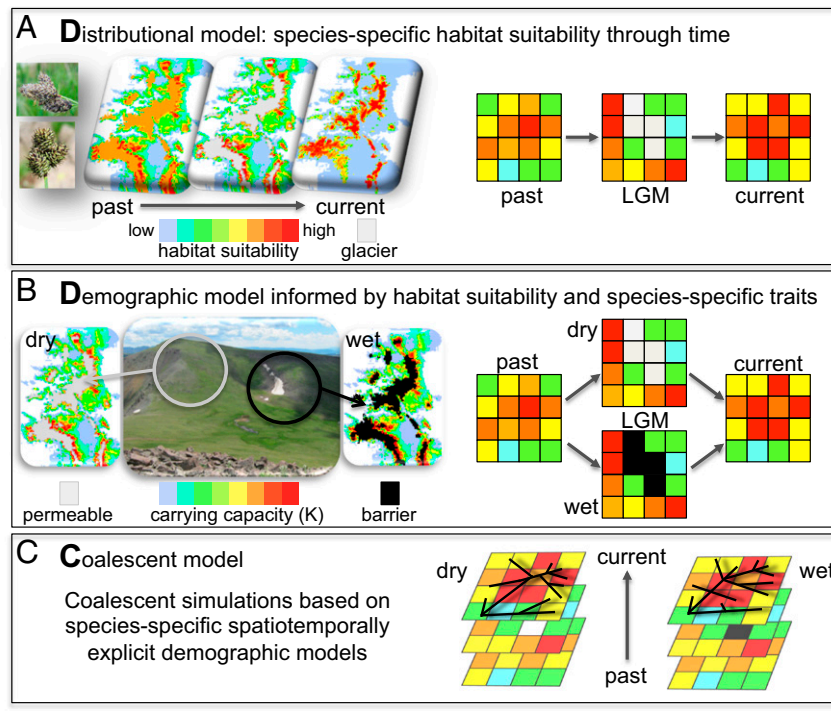 A Distributional model: species-specific habitat suitability through time
past
current
low
high
habitat suitability
glacier
past
LGM
current
B Demographic model informed by habitat suitability and species-specific traits
dry
wet
permeable
carrying capacity (K)
barrier
dry
past
current
LGM
wet
C Coalescent model
Coalescent simulations based on
species-specific spatiotemporally
explicit demographic models
dry
current
wet
past